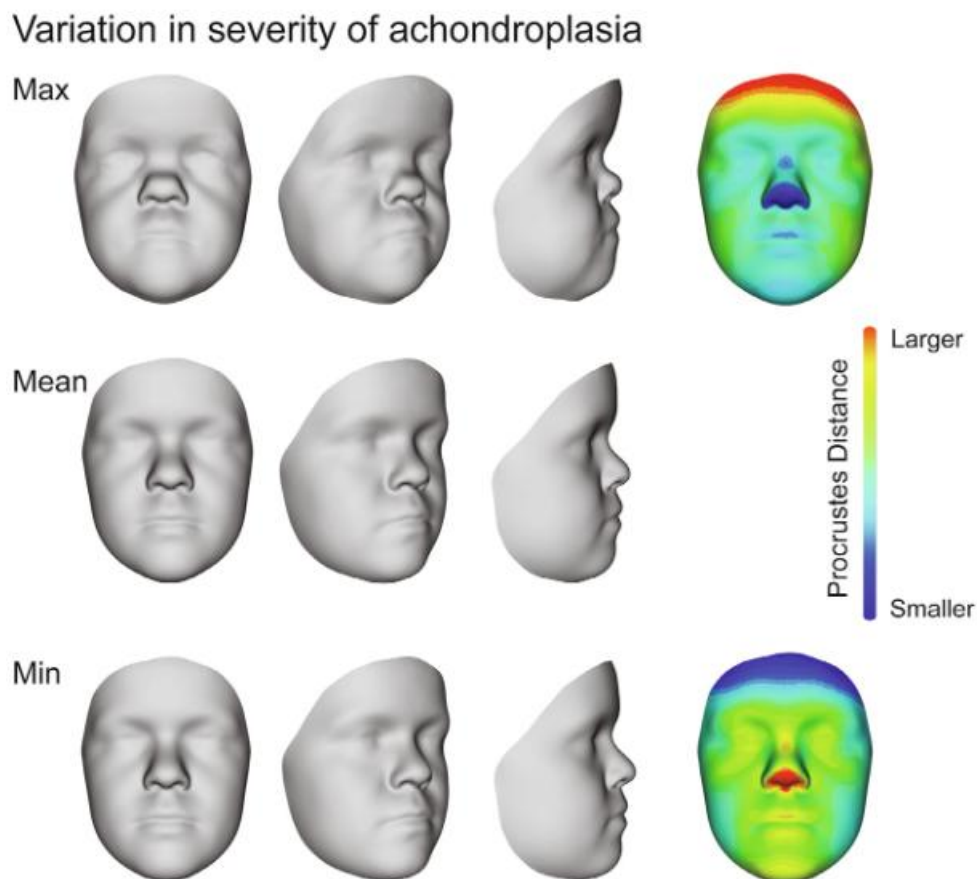 Variation in severity of achondroplasia
Max
Mean
Larger
Procrustes Distance
Smaller
Min